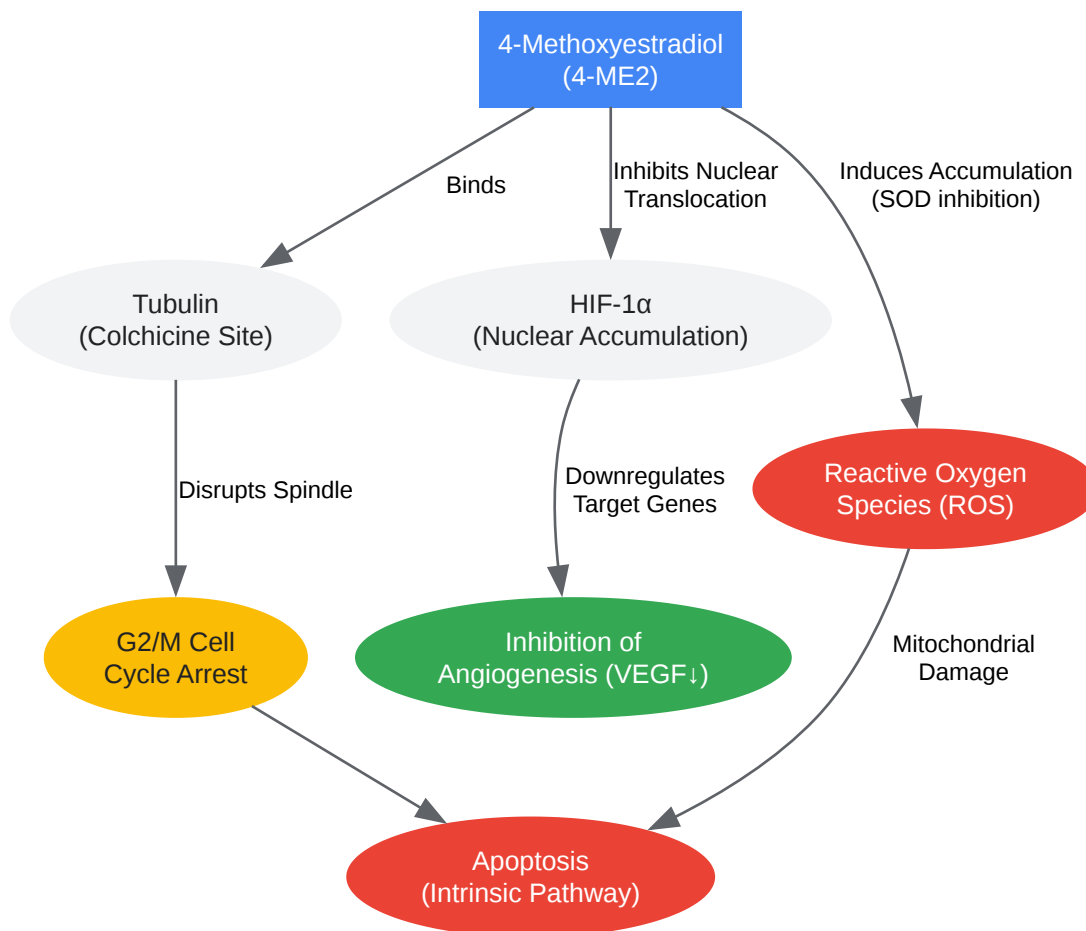 4-Methoxyestradiol
(4-ME2)
Binds
Inhibits Nuclear
Translocation
Induces Accumulation
(SOD inhibition)
Tubulin
(Colchicine Site)
HIF-1α
(Nuclear Accumulation)
Disrupts Spindle
Downregulates
Target Genes
Reactive Oxygen
Species (ROS)
G2/M Cell
Cycle Arrest
Inhibition of
Angiogenesis (VEGF↓)
Mitochondrial
Damage
Apoptosis
(Intrinsic Pathway)